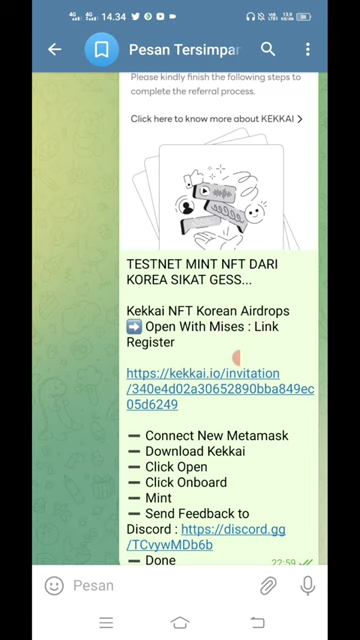 14.34
Pesan Tersimpan
Please kindly finish the following steps to
complete the referral process.
Click here to know more about KEKKAI >
TESTNET MINT NFT DARI
KOREA SIKAT GESS...
Kekkai NFT Korean Airdrops
➡️ Open With Mises : Link
Register
https://kekkai.io/invitation
/340e4d02a30652890bba849ec
05d6249
➖ Connect New Metamask
➖ Download Kekkai
➖ Click Open
➖ Click Onboard
➖ Mint
➖ Send Feedback to
Discord : https://discord.gg
/TCvywMDb6b
➖ Done
22:59
Pesan